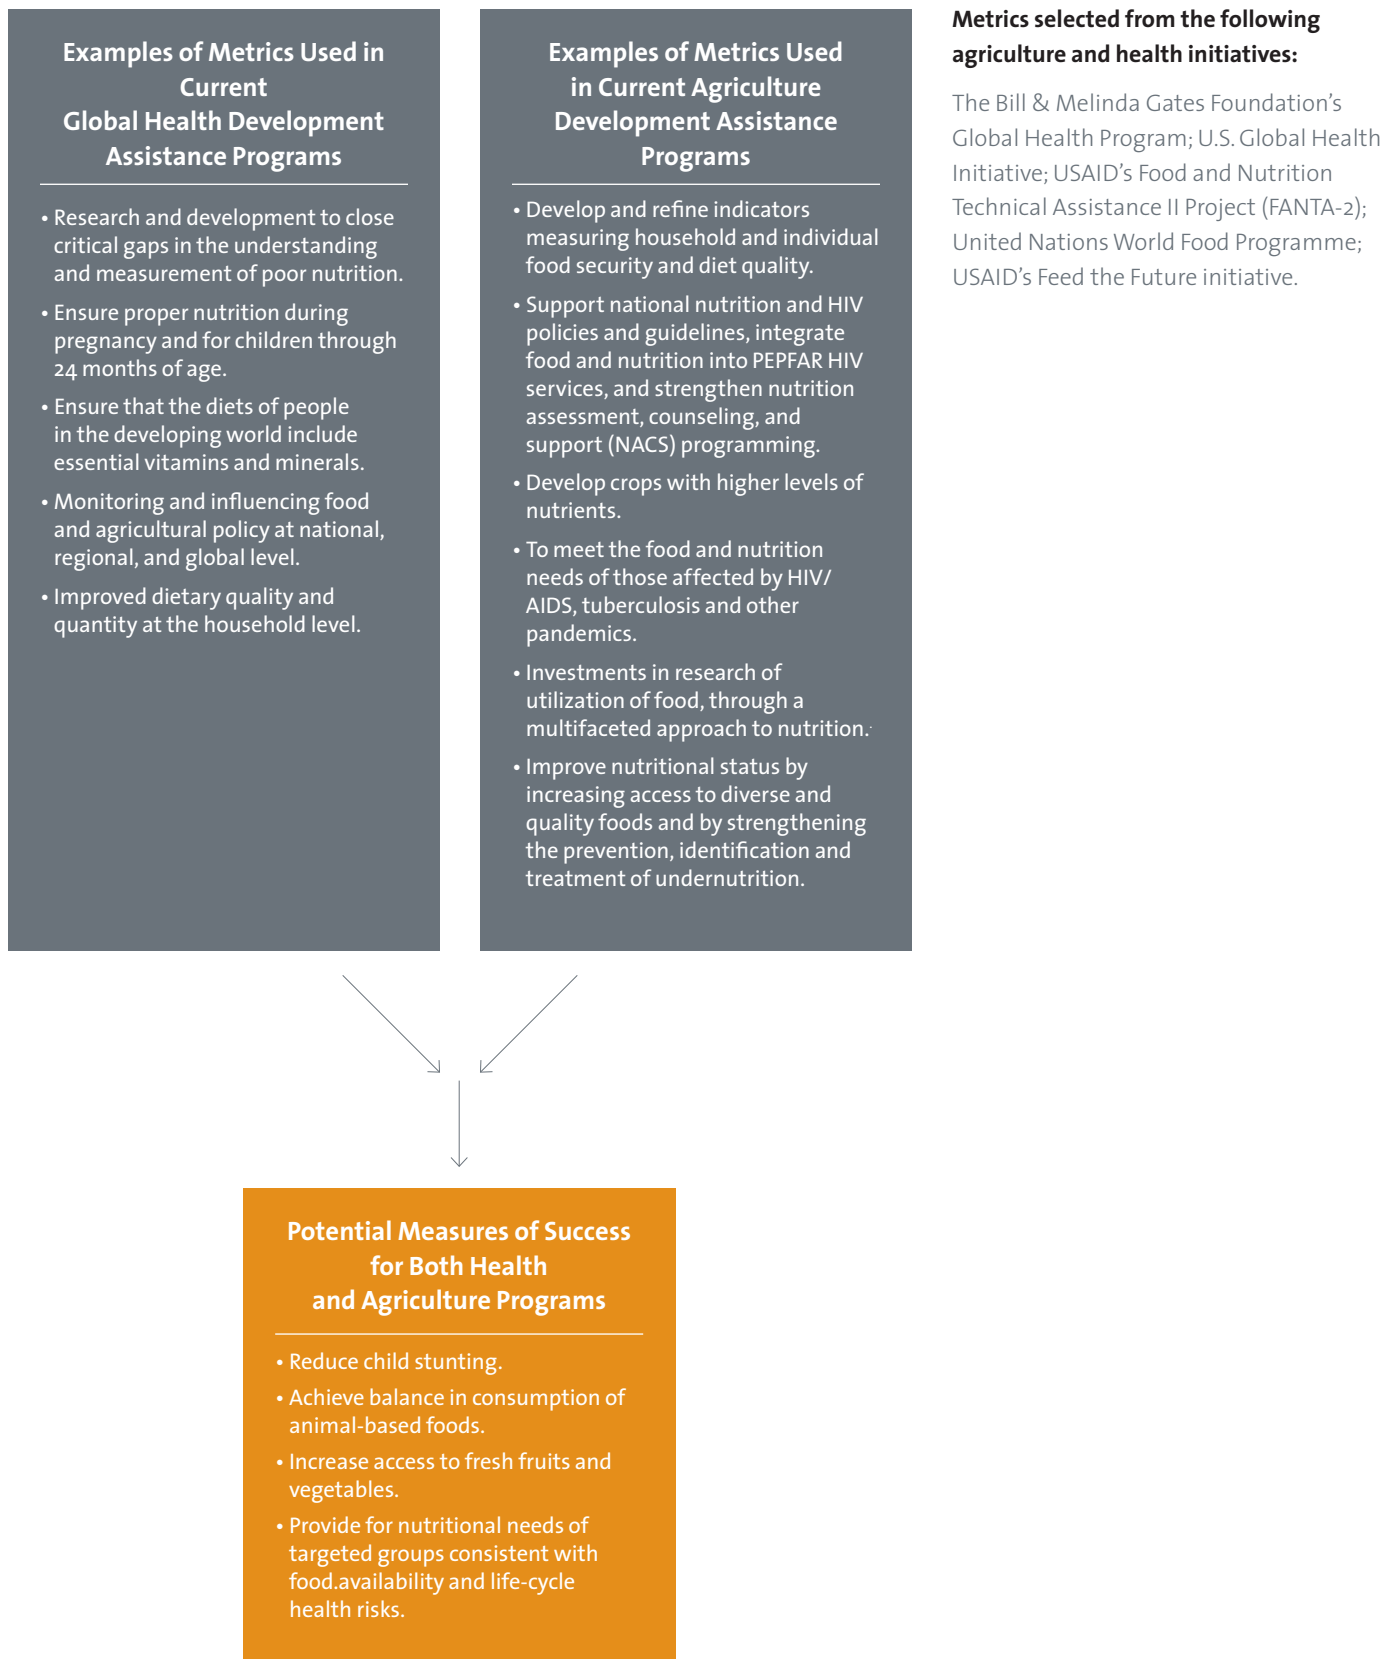 Examples of Metrics Used in
Current
Global Health Development
Assistance Programs
• Research and development to close
critical gaps in the understanding
and measurement of poor nutrition.
• Ensure proper nutrition during
pregnancy and for children through
24 months of age.
• Ensure that the diets of people
in the developing world include
essential vitamins and minerals.
• Monitoring and influencing food
and agricultural policy at national,
regional, and global level.
• Improved dietary quality and
quantity at the household level.
Examples of Metrics Used
in Current Agriculture
Development Assistance
Programs
• Develop and refine indicators
measuring household and individual
food security and diet quality.
• Support national nutrition and HIV
policies and guidelines, integrate
food and nutrition into PEPFAR HIV
services, and strengthen nutrition
assessment, counseling, and
support (NACS) programming.
• Develop crops with higher levels of
nutrients.
• To meet the food and nutrition
needs of those affected by HIV/
AIDS, tuberculosis and other
pandemics.
• Investments in research of
utilization of food, through a
multifaceted approach to nutrition.
• Improve nutritional status by
increasing access to diverse and
quality foods and by strengthening
the prevention, identification and
treatment of undernutrition.
Metrics selected from the following
agriculture and health initiatives:
The Bill & Melinda Gates Foundation’s
Global Health Program; U.S. Global Health
Initiative; USAID’s Food and Nutrition
Technical Assistance II Project (FANTA-2);
United Nations World Food Programme;
USAID’s Feed the Future initiative.
Potential Measures of Success
for Both Health
and Agriculture Programs
• Reduce child stunting.
• Achieve balance in consumption of
animal-based foods.
• Increase access to fresh fruits and
vegetables.
• Provide for nutritional needs of
targeted groups consistent with
food.availability and life-cycle
health risks.